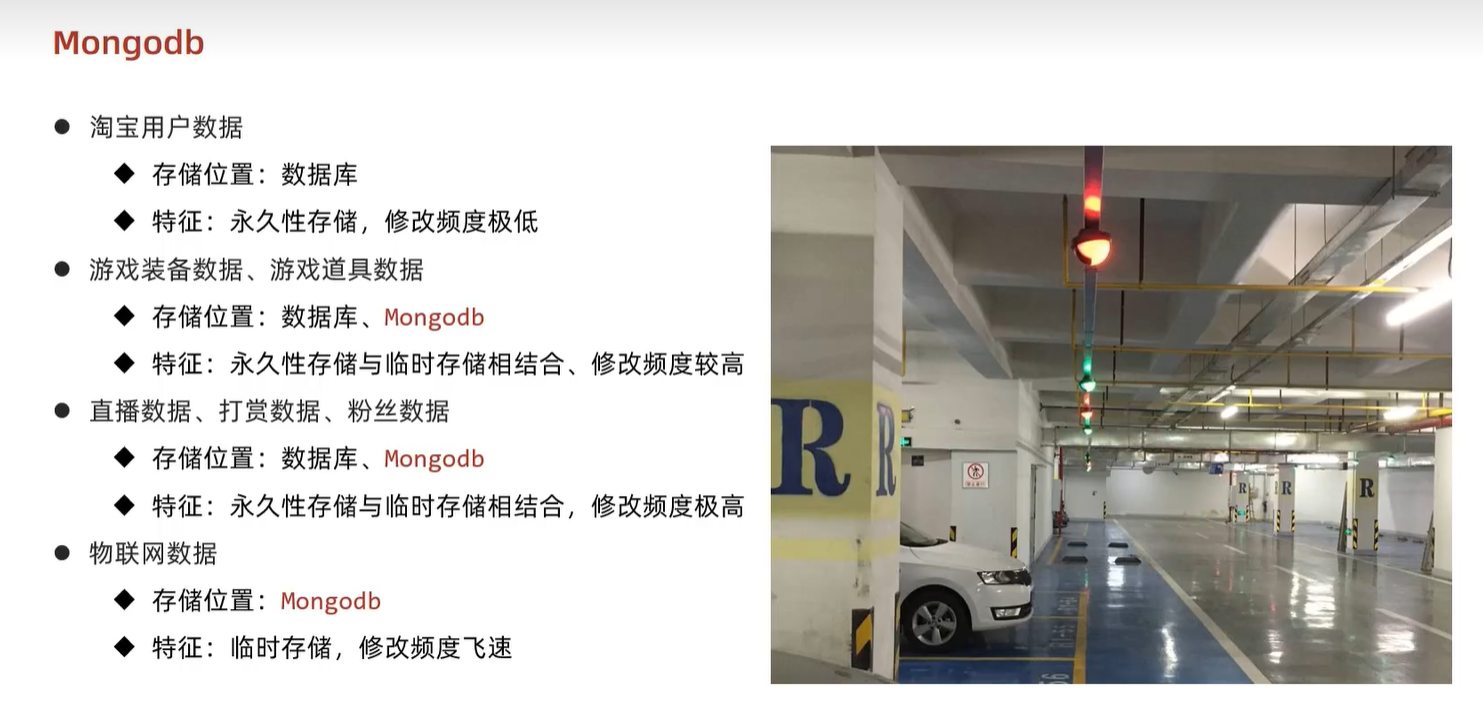 Mongodb
● 淘宝用户数据
◆ 存储位置：数据库
◆ 特征：永久性存储，修改频度极低
● 游戏装备数据、游戏道具数据
◆ 存储位置：数据库、Mongodb
◆ 特征：永久性存储与临时存储相结合、修改频度较高
● 直播数据、打赏数据、粉丝数据
◆ 存储位置：数据库、Mongodb
◆ 特征：永久性存储与临时存储相结合，修改频度极高
● 物联网数据
◆ 存储位置：Mongodb
◆ 特征：临时存储，修改频度飞速
R
R
R
R
R